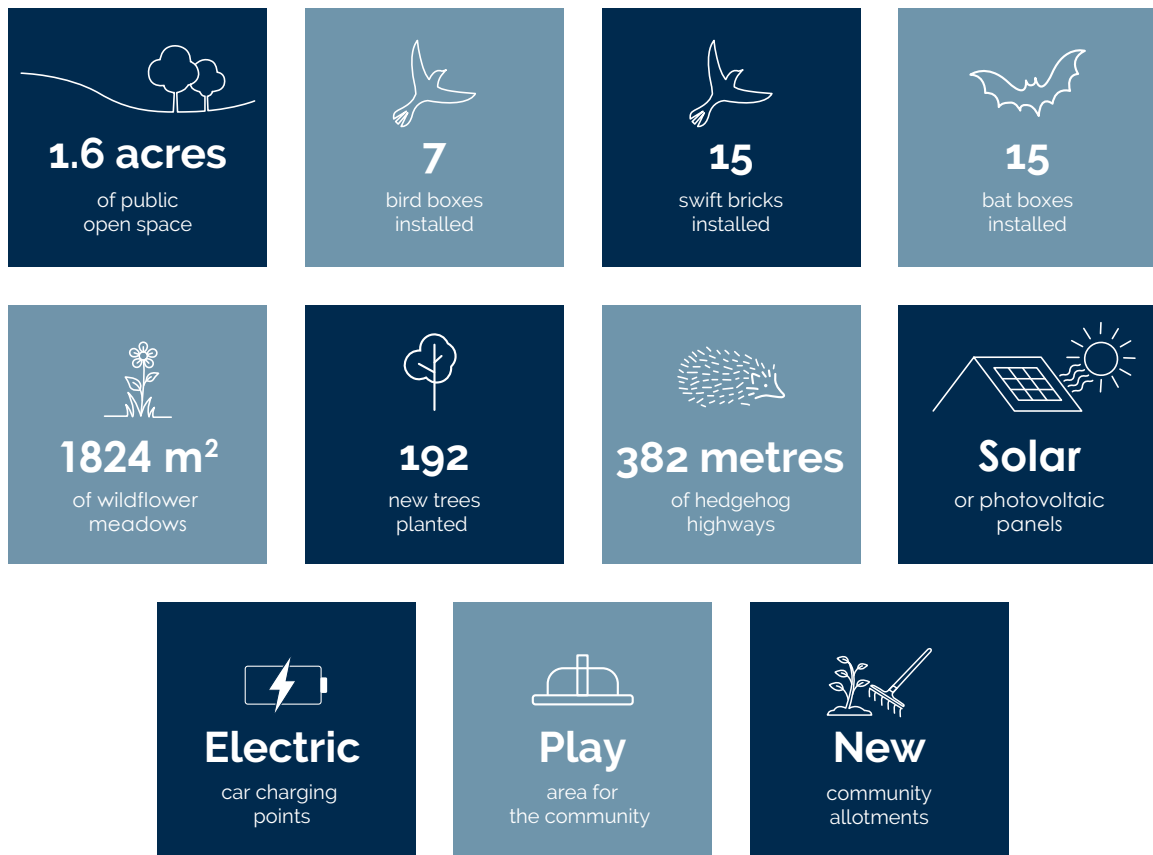 1.6 acres
of public
open space
7
bird boxes
installed
15
swift bricks
installed
15
bat boxes
installed
1824 m²
of wildflower
meadows
192
new trees
planted
382 metres
of hedgehog
highways
Solar
or photovoltaic
panels
Electric
car charging
points
Play
area for
the community
New
community
allotments